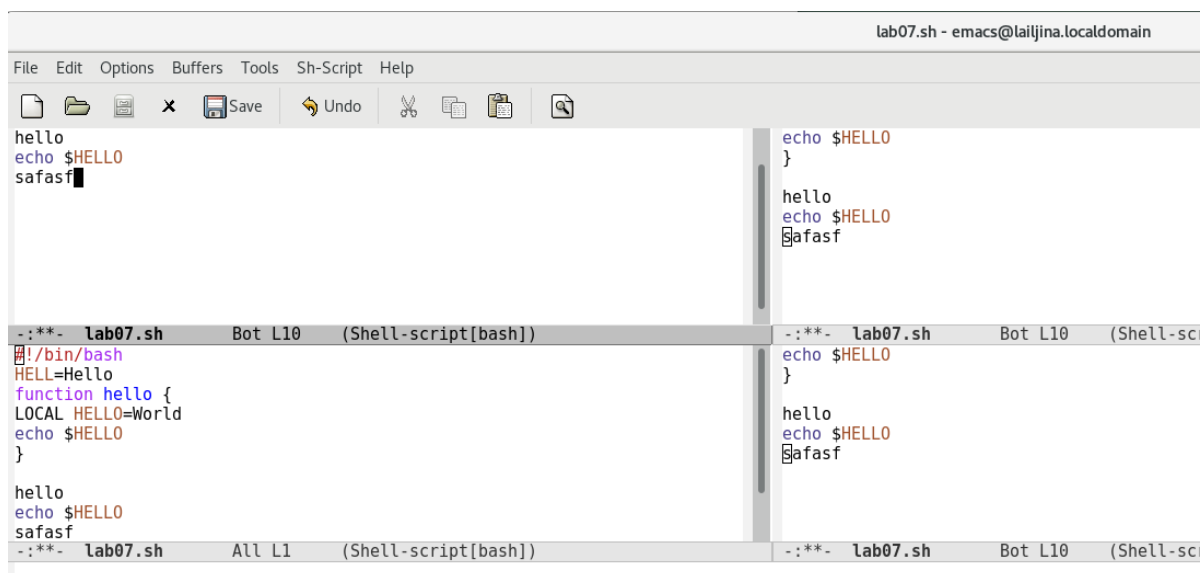 lab07.sh - emacs@lailjina.localdomain
File Edit Options Buffers Tools Sh-Script Help
Save Undo
hello
echo $HELLO
safasf
-:**- lab07.sh Bot L10 (Shell-script[bash])
echo $HELLO
}
hello
echo $HELLO
safasf
-:**- lab07.sh Bot L10 (Shell-scr
#!/bin/bash
HELL=Hello
function hello {
LOCAL HELLO=World
echo $HELLO
}
hello
echo $HELLO
safasf
-:**- lab07.sh All L1 (Shell-script[bash])
echo $HELLO
}
hello
echo $HELLO
safasf
-:**- lab07.sh Bot L10 (Shell-scr